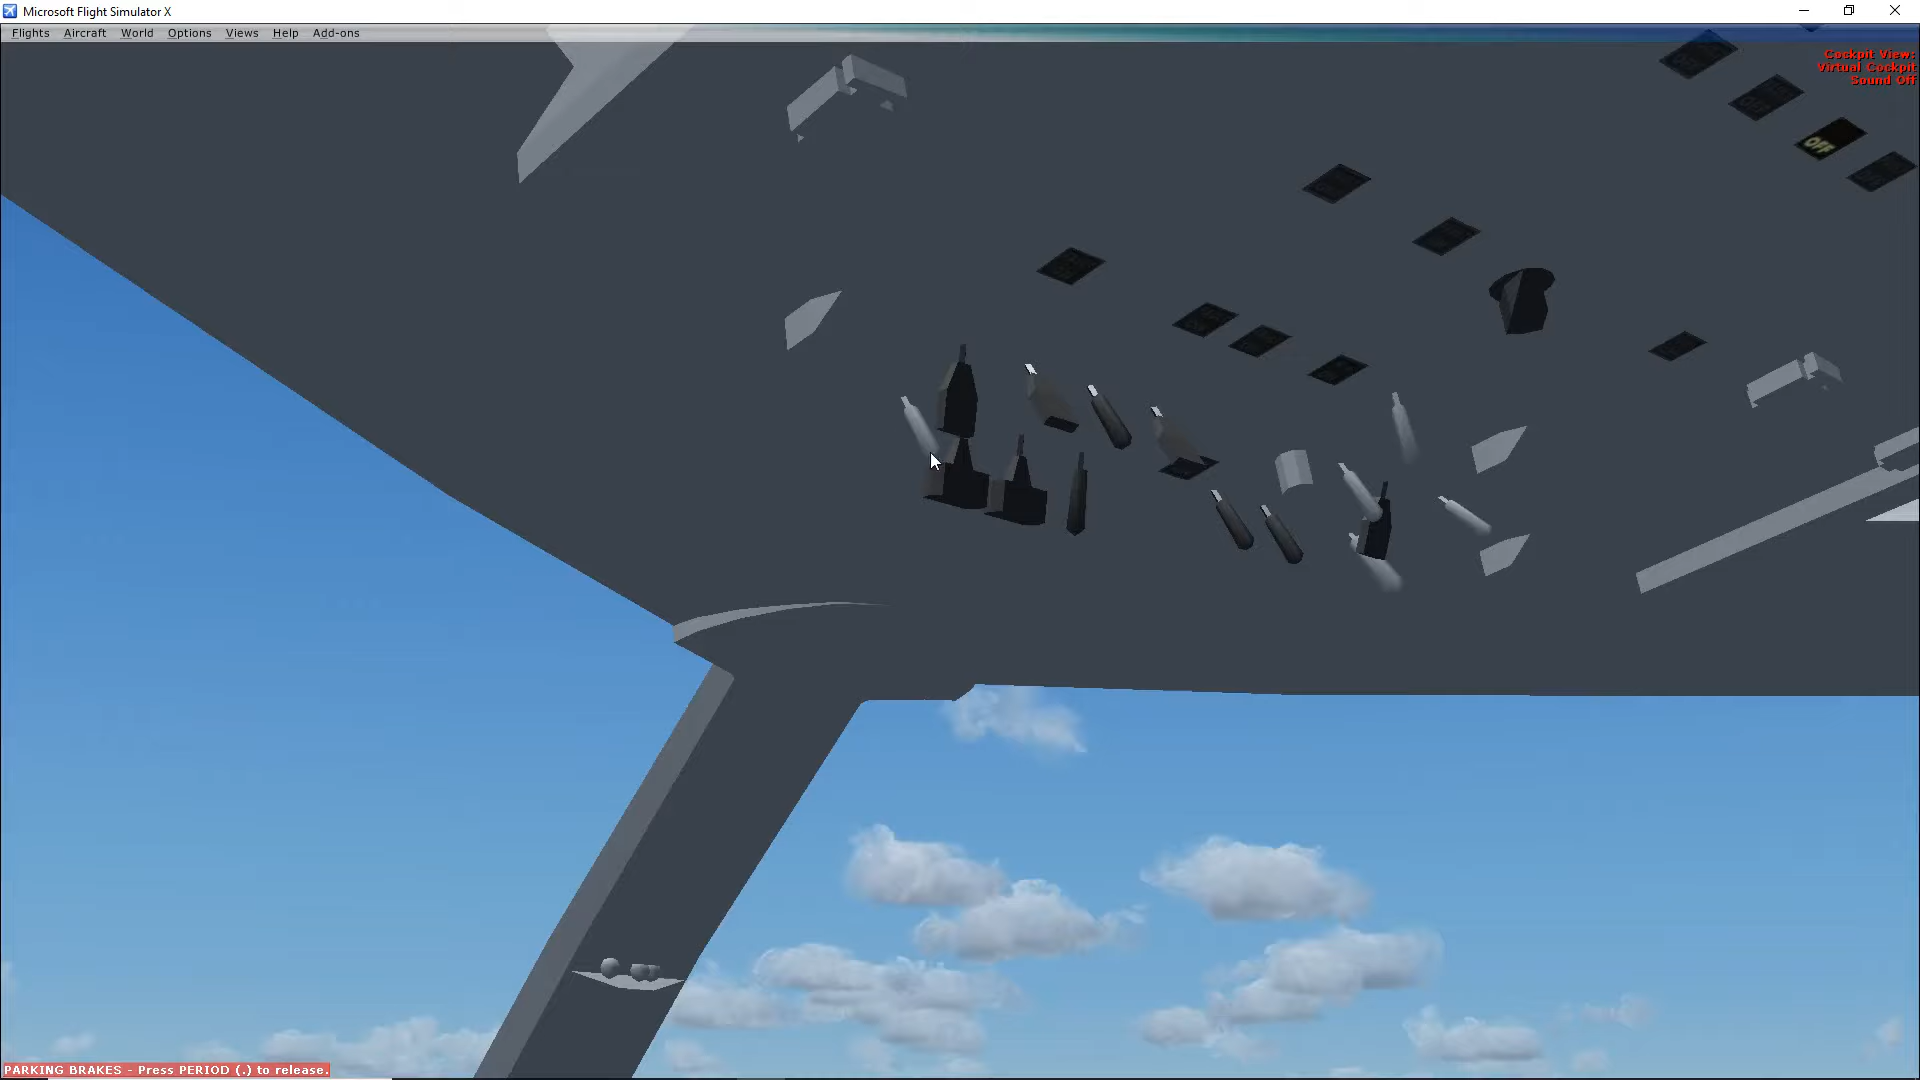 Microsoft Flight Simulator X
Flights Aircraft World Options Views Help Add-ons
Cockpit View:
Virtual Cockpit
Sound Off
OFF
PARKING BRAKES - Press PERIOD (.) to release.